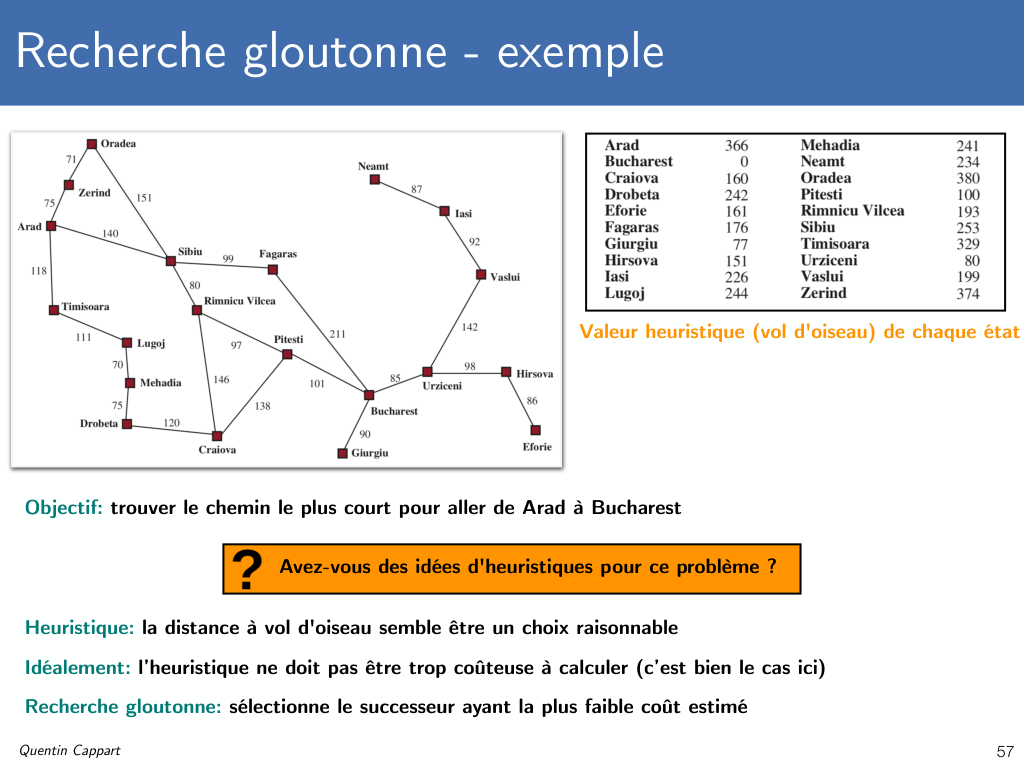 Recherche gloutonne - exemple
Oradea
71
Neamt
Zerind
87
151
75
Iasi
Arad
140
92
Sibiu
Fagaras
99
118
Vaslui
80
Timisoara
Rimnicu Vilcea
142
111
Lugoj
97
Pitesti
211
70
98
Hirsova
Mehadia
146
101
85
Urziceni
75
138
86
Bucharest
Drobeta
120
90
Craiova
Giurgiu
Eforie
Arad 366 Mehadia 241
Bucharest 0 Neamt 234
Craiova 160 Oradea 380
Drobeta 242 Pitesti 100
Eforie 161 Rimnicu Vilcea 193
Fagaras 176 Sibiu 253
Giurgiu 77 Timisoara 329
Hirsova 151 Urziceni 80
Iasi 226 Vaslui 199
Lugoj 244 Zerind 374
Valeur heuristique (vol d'oiseau) de chaque état
Objectif: trouver le chemin le plus court pour aller de Arad à Bucharest
? Avez-vous des idées d'heuristiques pour ce problème ?
Heuristique: la distance à vol d'oiseau semble être un choix raisonnable
Idéalement: l'heuristique ne doit pas être trop coûteuse à calculer (c'est bien le cas ici)
Recherche gloutonne: sélectionne le successeur ayant la plus faible coût estimé
Quentin Cappart
57